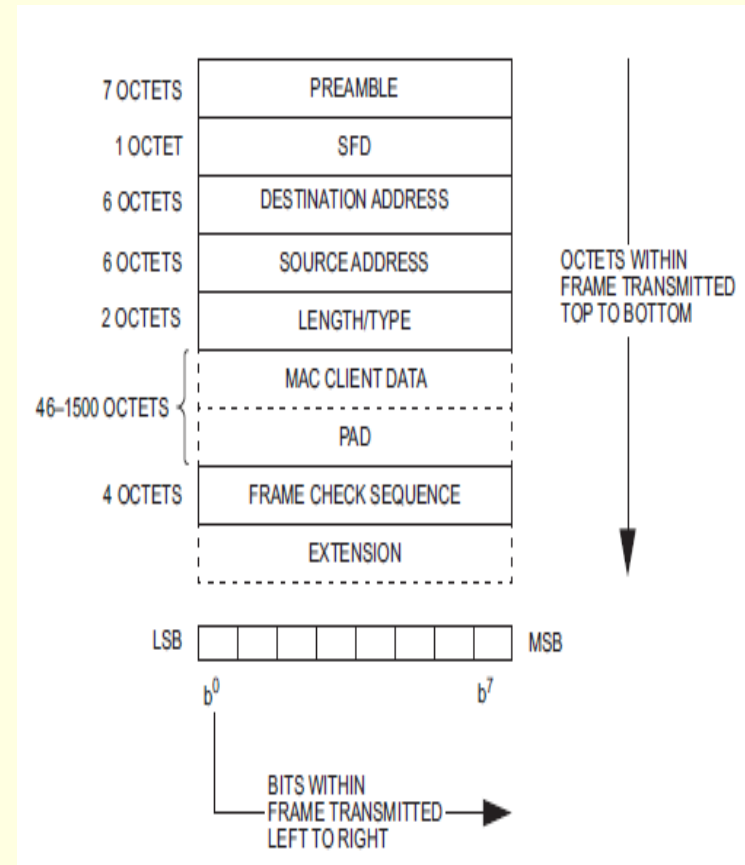 7 OCTETS PREAMBLE
1 OCTET SFD
6 OCTETS DESTINATION ADDRESS
6 OCTETS SOURCE ADDRESS
2 OCTETS LENGTH/TYPE
MAC CLIENT DATA
46–1500 OCTETS
PAD
4 OCTETS FRAME CHECK SEQUENCE
EXTENSION
OCTETS WITHIN
FRAME TRANSMITTED
TOP TO BOTTOM
LSB MSB
b⁰ b⁷
BITS WITHIN
FRAME TRANSMITTED
LEFT TO RIGHT